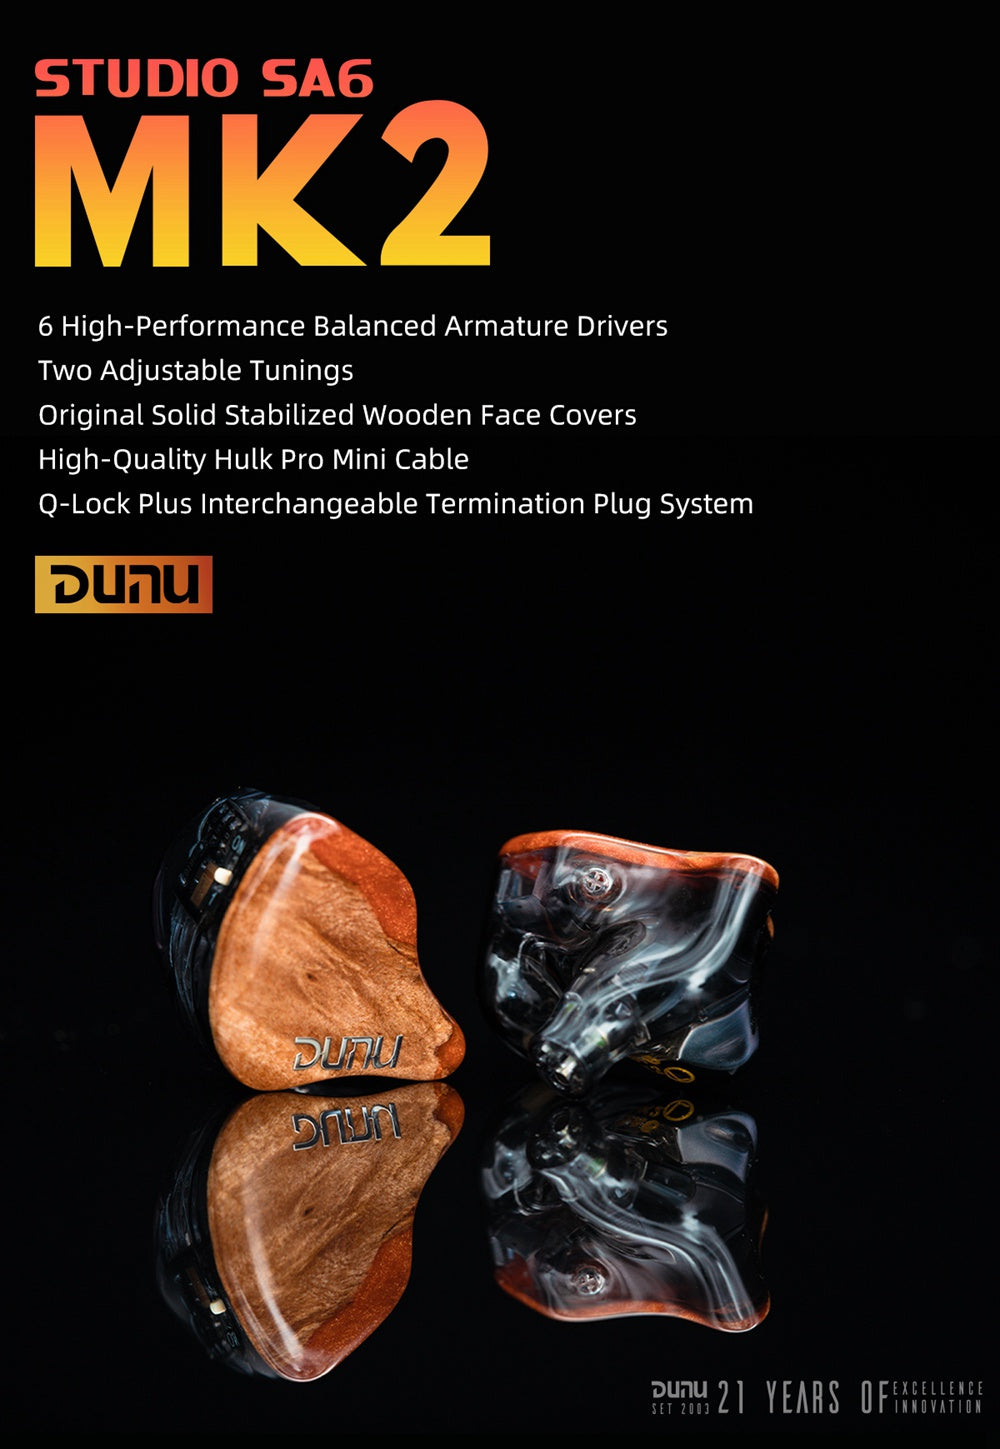 STUDIO SA6
MK2
6 High-Performance Balanced Armature Drivers
Two Adjustable Tunings
Original Solid Stabilized Wooden Face Covers
High-Quality Hulk Pro Mini Cable
Q-Lock Plus Interchangeable Termination Plug System
DUNU
DUNU
DUNU
SET 2003
21 YEARS OF
EXCELLENCE
INNOVATION